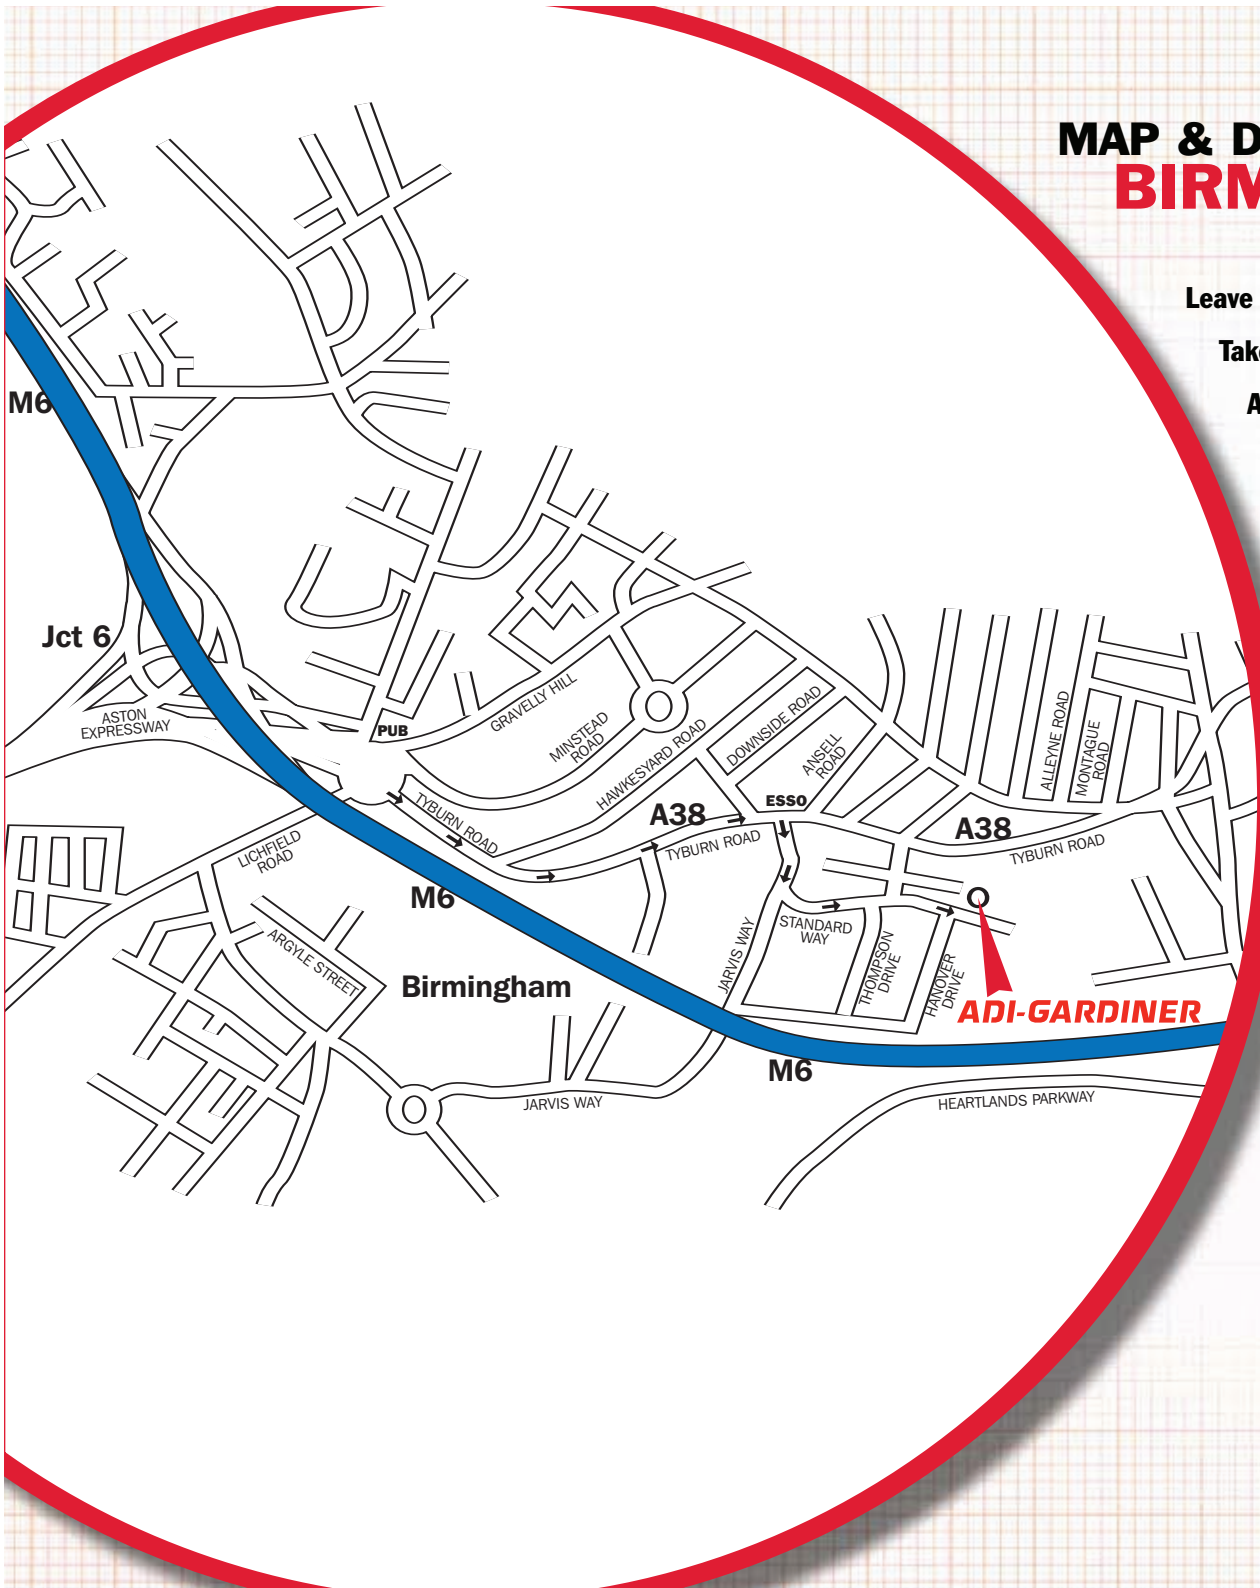 MAP & D
BIRM
Leave
Take
A
M6
Jct 6
ASTON
EXPRESSWAY
PUB
GRAVELLY HILL
MINSTEAD
ROAD
HAWKESYARD ROAD
DOWNSIDE ROAD
ANSELL
ROAD
ALLEYNE ROAD
MONTAGUE
ROAD
TYBURN ROAD
A38
ESSO
A38
TYBURN ROAD
TYBURN ROAD
LICHFIELD
ROAD
M6
ARGYLE STREET
Birmingham
JARVIS WAY
STANDARD
WAY
THOMPSON
DRIVE
HANOVER
DRIVE
ADI-GARDINER
M6
JARVIS WAY
HEARTLANDS PARKWAY